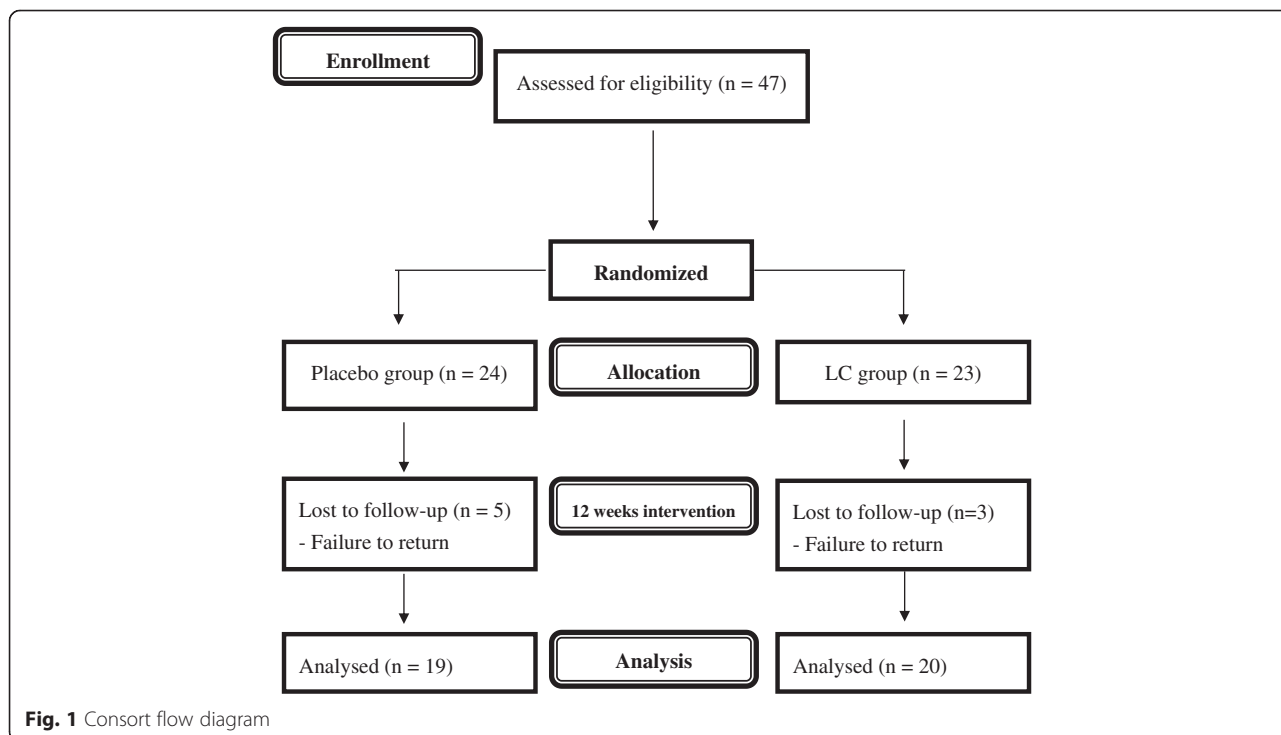 Enrollment
Assessed for eligibility (n = 47)
Randomized
Placebo group (n = 24)
Allocation
LC group (n = 23)
Lost to follow-up (n = 5)
- Failure to return
12 weeks intervention
Lost to follow-up (n=3)
- Failure to return
Analysed (n = 19)
Analysis
Analysed (n = 20)
Fig. 1 Consort flow diagram